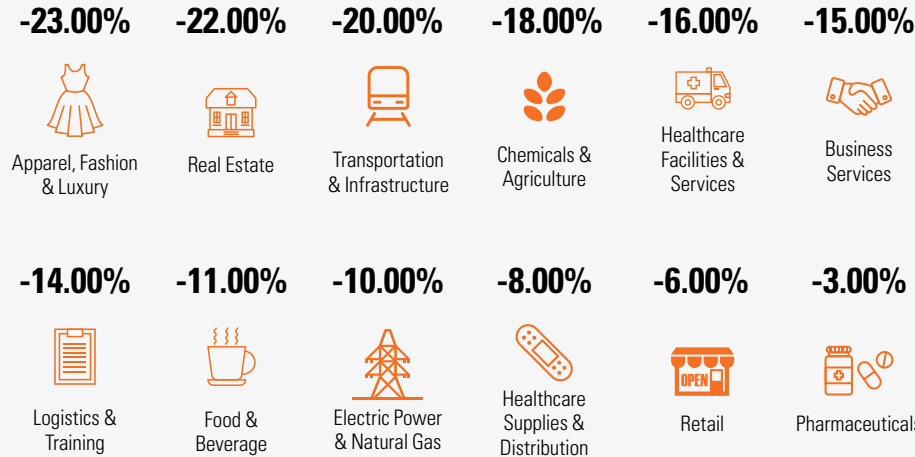 -23.00% -22.00% -20.00% -18.00% -16.00% -15.00%
Apparel, Fashion
& Luxury
Real Estate
Transportation
& Infrastructure
Chemicals &
Agriculture
Healthcare
Facilities &
Services
Business
Services
-14.00% -11.00% -10.00% -8.00% -6.00% -3.00%
Logistics &
Training
Food &
Beverage
Electric Power
& Natural Gas
Healthcare
Supplies &
Distribution
OPEN
Retail
Pharmaceuticals